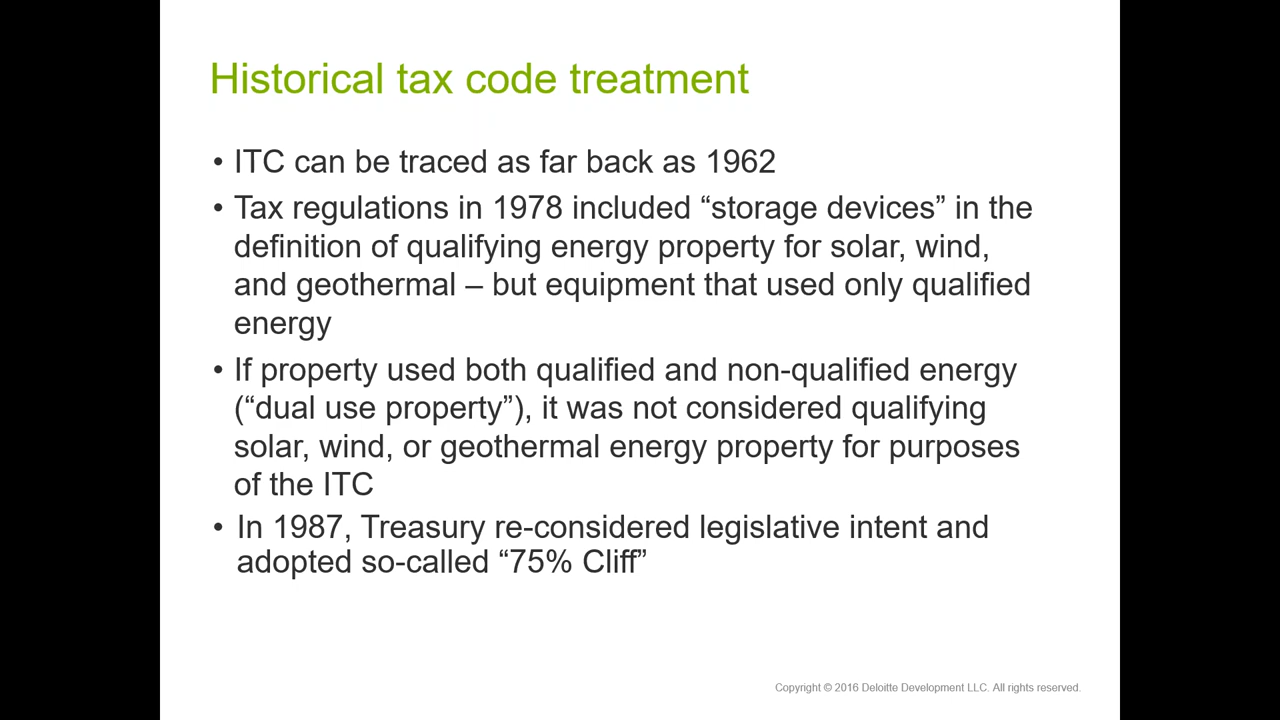 Historical tax code treatment
• ITC can be traced as far back as 1962
• Tax regulations in 1978 included “storage devices” in the
definition of qualifying energy property for solar, wind,
and geothermal – but equipment that used only qualified
energy
• If property used both qualified and non-qualified energy
(“dual use property”), it was not considered qualifying
solar, wind, or geothermal energy property for purposes
of the ITC
• In 1987, Treasury re-considered legislative intent and
adopted so-called “75% Cliff”
Copyright © 2016 Deloitte Development LLC. All rights reserved.